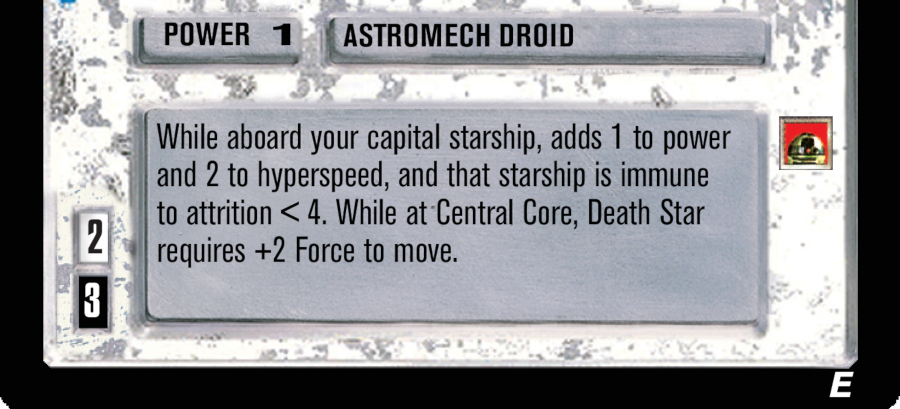 POWER 1 ASTROMECH DROID
While aboard your capital starship, adds 1 to power
and 2 to hyperspeed, and that starship is immune
to attrition < 4. While at Central Core, Death Star
requires +2 Force to move.
2
3
E